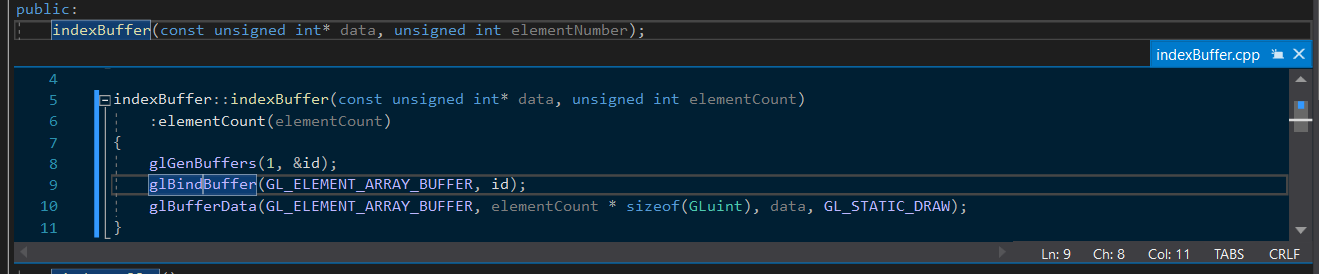 public:
indexBuffer(const unsigned int* data, unsigned int elementNumber);
indexBuffer.cpp
4
5 indexBuffer::indexBuffer(const unsigned int* data, unsigned int elementCount)
6 :elementCount(elementCount)
7 {
8 glGenBuffers(1, &id);
9 glBindBuffer(GL_ELEMENT_ARRAY_BUFFER, id);
10 glBufferData(GL_ELEMENT_ARRAY_BUFFER, elementCount * sizeof(GLuint), data, GL_STATIC_DRAW);
11 }
Ln: 9 Ch: 8 Col: 11 TABS CRLF